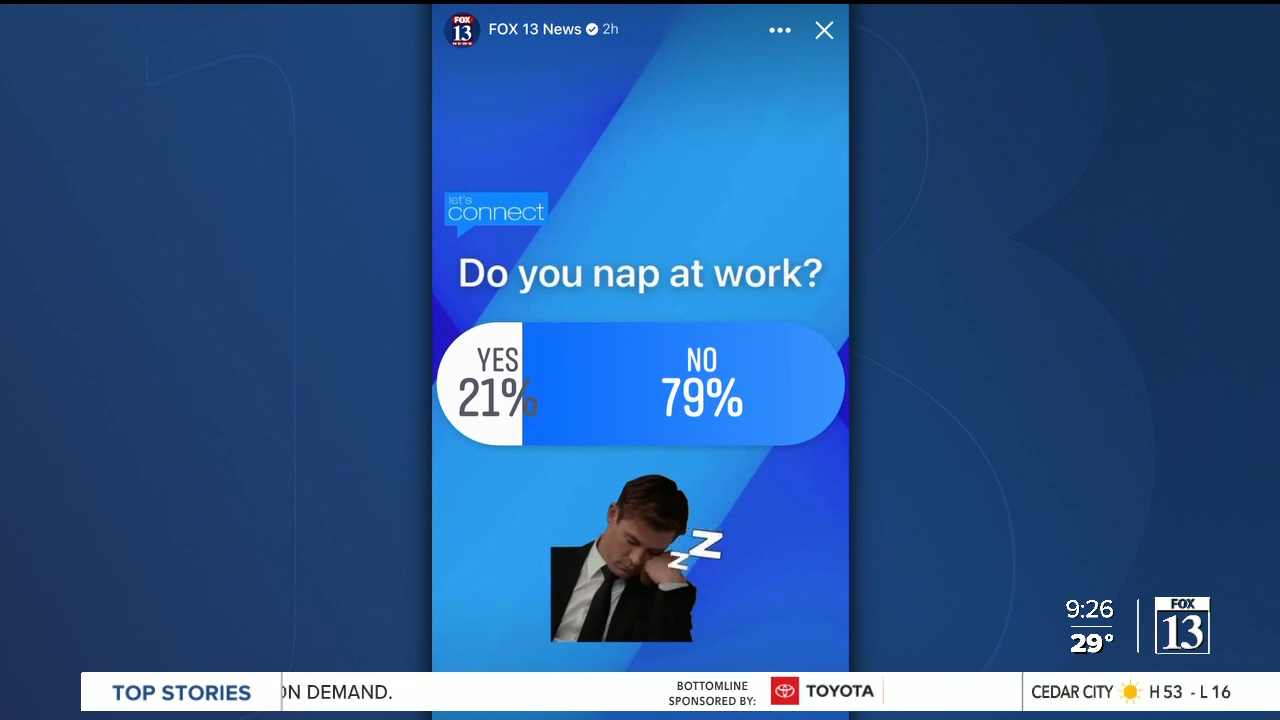 FOX 13 NEWS
FOX 13 News 2h
let's
connect
Do you nap at work?
YES NO
21% 79%
z Z
9:26
29°
FOX
13
TOP STORIES
ON DEMAND.
BOTTOMLINE
SPONSORED BY:
TOYOTA
CEDAR CITY H 53 - L 16